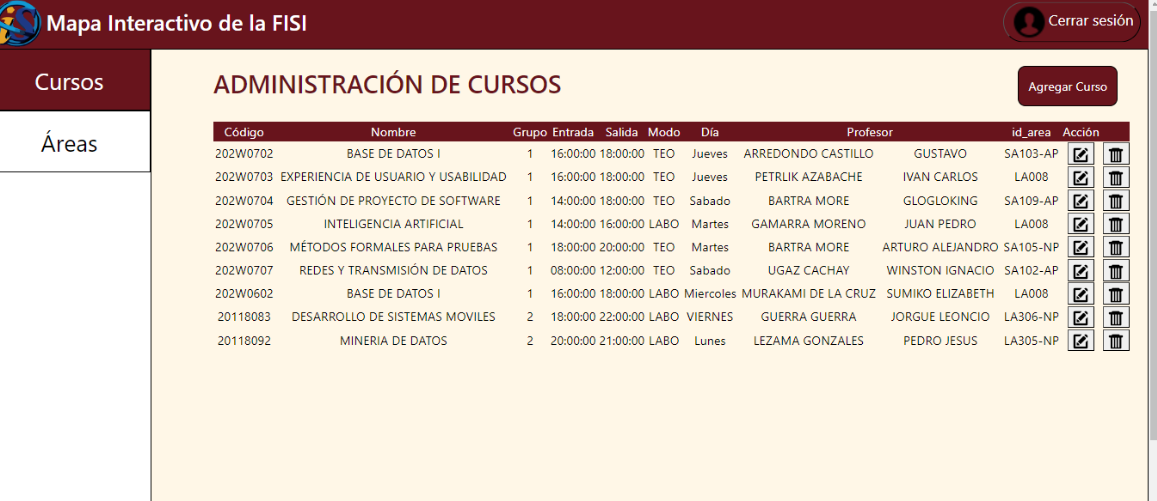 Mapa Interactivo de la FISI
Cerrar sesión
Cursos
Áreas
ADMINISTRACIÓN DE CURSOS
Agregar Curso
Código Nombre Grupo Entrada Salida Modo Día Profesor id_area Acción
202W0702 BASE DE DATOS I 1 16:00:00 18:00:00 TEO Jueves ARREDONDO CASTILLO GUSTAVO SA103-AP
202W0703 EXPERIENCIA DE USUARIO Y USABILIDAD 1 16:00:00 18:00:00 TEO Jueves PETRLIK AZABACHE IVAN CARLOS LA008
202W0704 GESTIÓN DE PROYECTO DE SOFTWARE 1 14:00:00 18:00:00 TEO Sabado BARTRA MORE GLOGLOKING SA109-AP
202W0705 INTELIGENCIA ARTIFICIAL 1 14:00:00 16:00:00 LABO Martes GAMARRA MORENO JUAN PEDRO LA008
202W0706 MÉTODOS FORMALES PARA PRUEBAS 1 18:00:00 20:00:00 TEO Martes BARTRA MORE ARTURO ALEJANDRO SA105-NP
202W0707 REDES Y TRANSMISIÓN DE DATOS 1 08:00:00 12:00:00 TEO Sabado UGAZ CACHAY WINSTON IGNACIO SA102-AP
202W0602 BASE DE DATOS I 1 16:00:00 18:00:00 LABO Miercoles MURAKAMI DE LA CRUZ SUMIKO ELIZABETH LA008
20118083 DESARROLLO DE SISTEMAS MOVILES 2 18:00:00 22:00:00 LABO VIERNES GUERRA GUERRA JORGUE LEONCIO LA306-NP
20118092 MINERIA DE DATOS 2 20:00:00 21:00:00 LABO Lunes LEZAMA GONZALES PEDRO JESUS LA305-NP